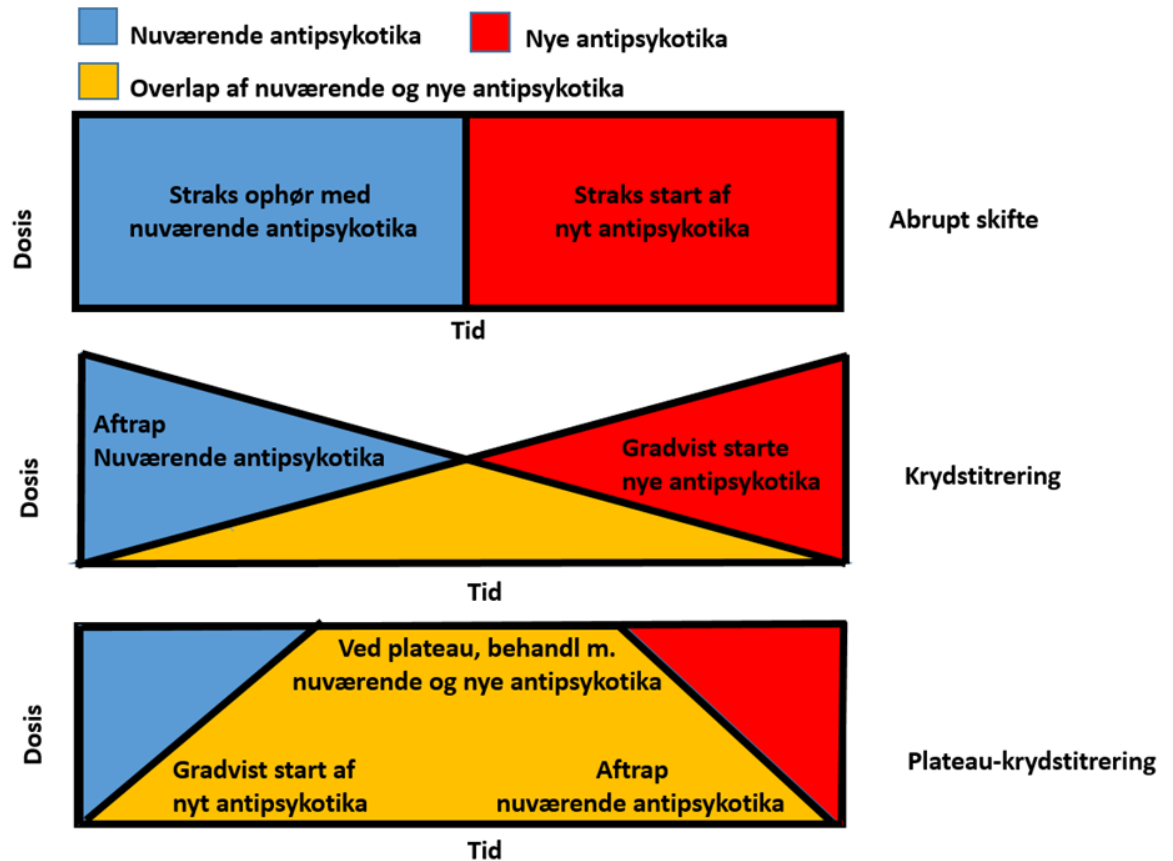 Nuværende antipsykotika
Nye antipsykotika
Overlap af nuværende og nye antipsykotika
Dosis
Straks ophør med
nuværende antipsykotika
Straks start af
nyt antipsykotika
Abrupt skifte
Tid
Dosis
Aftrap
Nuværende antipsykotika
Gradvist starte
nye antipsykotika
Krydstitrering
Tid
Dosis
Ved plateau, behandl m.
nuværende og nye antipsykotika
Gradvist start af
nyt antipsykotika
Aftrap
nuværende antipsykotika
Plateau-krydstitrering
Tid